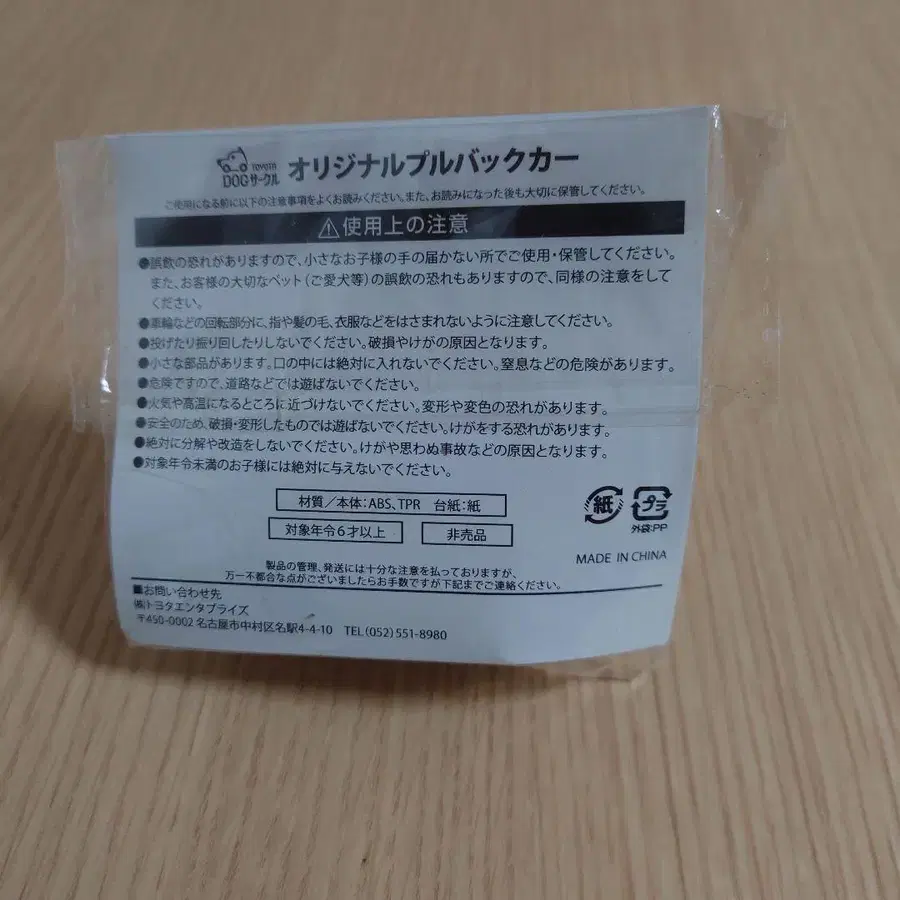 TOYOTA
DOGサークル
オリジナルプルバックカー
ご使用になる前に以下の注意事項をよくお読みください。また、お読みになった後も大切に保管してください。
⚠使用上の注意
●誤飲の恐れがありますので、小さなお子様の手の届かない所でご使用・保管してください。
また、お客様の大切なペット(ご愛犬等)の誤飲の恐れもありますので、同様の注意をして
ください。
●車輪などの回転部分に、指や髪の毛、衣服などをはさまれないように注意してください。
●投げたり振り回したりしないでください。破損やけがの原因となります。
●小さな部品があります。口の中には絶対に入れないでください。窒息などの危険があります。
●危険ですので、道路などでは遊ばないでください。
●火気や高温になるところに近づけないでください。変形や変色の恐れがあります。
●安全のため、破損・変形したものでは遊ばないでください。けがをする恐れがあります。
●絶対に分解や改造をしないでください。けがや思わぬ事故などの原因となります。
●対象年令未満のお子様には絶対に与えないでください。
材質/本体:ABS、TPR 台紙:紙
対象年令6才以上
非売品
紙
プラ
外袋:PP
MADE IN CHINA
製品の管理、発送には十分な注意を払っておりますが、
万一不都合な点がございましたらお手数ですが下記までご連絡ください。
■お問い合わせ先
㈱トヨタエンタプライズ
〒450-0002 名古屋市中村区名駅4-4-10 TEL(052)551-8980